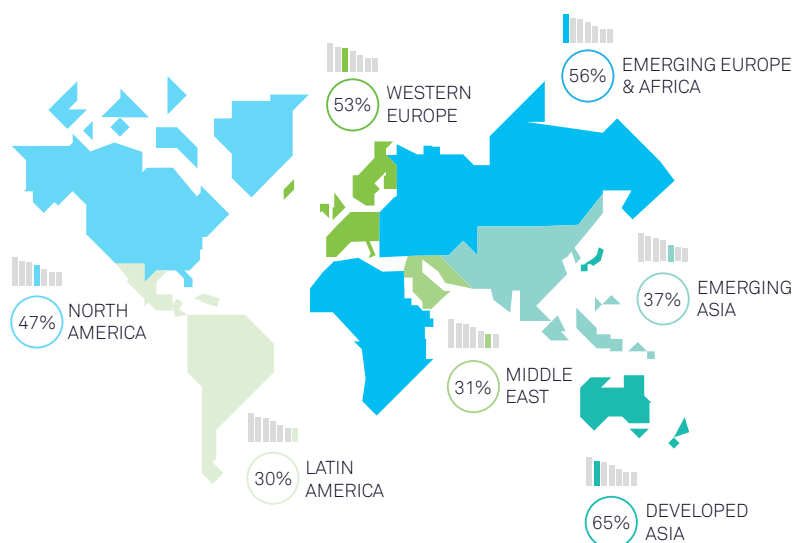 56%
EMERGING EUROPE
& AFRICA
53%
WESTERN
EUROPE
47%
NORTH
AMERICA
37%
EMERGING
ASIA
31%
MIDDLE
EAST
30%
LATIN
AMERICA
65%
DEVELOPED
ASIA